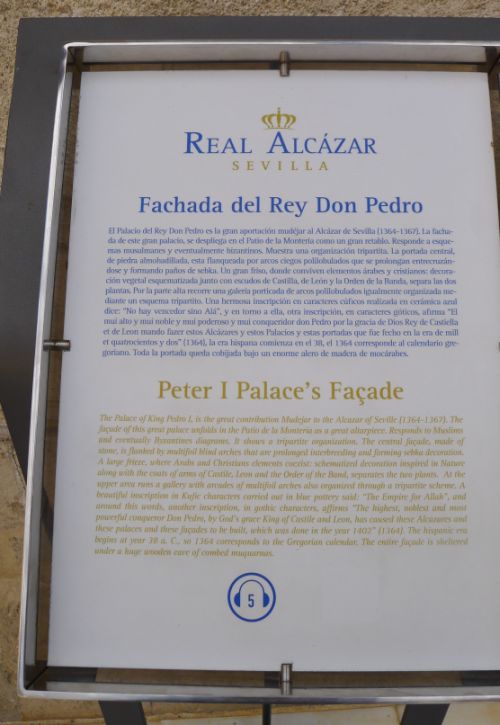 REAL ALCÁZAR
SEVILLA
Fachada del Rey Don Pedro
El Palacio del Rey Don Pedro es la gran aportación mudéjar al Alcázar de Sevilla (1364-1367). La facha-
da de este gran palacio, se despliega en el Patio de la Montería como un gran retablo. Responde a esque-
mas musulmanes y eventualmente bizantinos. Muestra una organización tripartita. La portada central,
de piedra almohadillada, esta flanqueada por arcos ciegos polilobulados que se prolongan entrecruzán-
dose y formando paños de sebka. Un gran friso, donde conviven elementos árabes y cristianos: decora-
ción vegetal esquematizada junto con escudos de Castilla, de León y la Orden de la Banda, separa las dos
plantas. Por la parte alta recorre una galería porticada de arcos polilobulados igualmente organizada me-
diante un esquema tripartito. Una hermosa inscripción en caracteres cúficos realizada en cerámica azul
dice: "No hay vencedor sino Alá", y en torno a ella, otra inscripción, en caracteres góticos, afirma "El
mui alto y mui noble y mui poderoso y mui conqueridor don Pedro por la gracia de Dios Rey de Castiella
et de Leon mando fazer estos Alcázares y estos Palacios y estas portadas que fue fecho en la era de mill
et quatrocientos y dos" (1364), la era hispana comienza en el 38, el 1364 corresponde al calendario gre-
goriano. Toda la portada queda cobijada bajo un enorme alero de madera de mocárabes.
Peter I Palace's Façade
The Palace of King Pedro I, is the great contribution Mudejar to the Alcazar of Seville (1364-1367). The
façade of this great palace unfolds in the Patio de la Montería as a great altarpiece. Responds to Muslims
and eventually Byzantines diagrams. It shows a tripartite organization. The central façade, made of
stone, is flanked by multifoil blind arches that are prolonged interbreeding and forming sebka decoration.
A large frieze, where Arabs and Christians elements coexist: schematized decoration inspired in Nature
along with the coats of arms of Castile, Leon and the Order of the Band, separates the two plants. At the
upper area runs a gallery with arcades of multifoil arches also organized through a tripartite scheme. A
beautiful inscription in Kufic characters carried out in blue pottery said: "The Empire for Allah", and
around this words, another inscription, in gothic characters, affirms "The highest, noblest and most
powerful conqueror Don Pedro, by God's grace King of Castile and Leon, has caused these Alcazares and
these palaces and these façades to be built, which was done in the year 1402" (1364). The hispanic era
begins at year 38 a. C., so 1364 corresponds to the Gregorian calendar. The entire façade is sheltered
under a huge wooden eave of combed muqarnas.
5